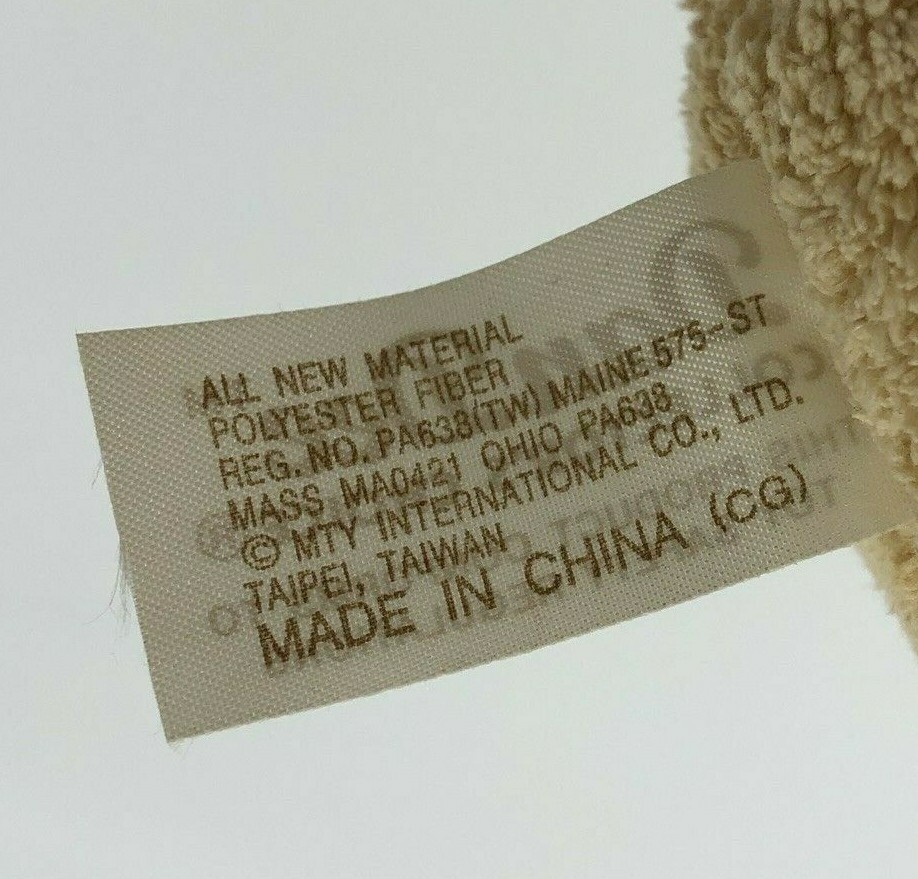 ALL NEW MATERIAL
POLYESTER FIBER
REG. NO. PA638(TW) MAINE 575-ST
MASS MA0421 OHIO PA638
© MTY INTERNATIONAL CO., LTD.
TAIPEI, TAIWAN
MADE IN CHINA (CG)